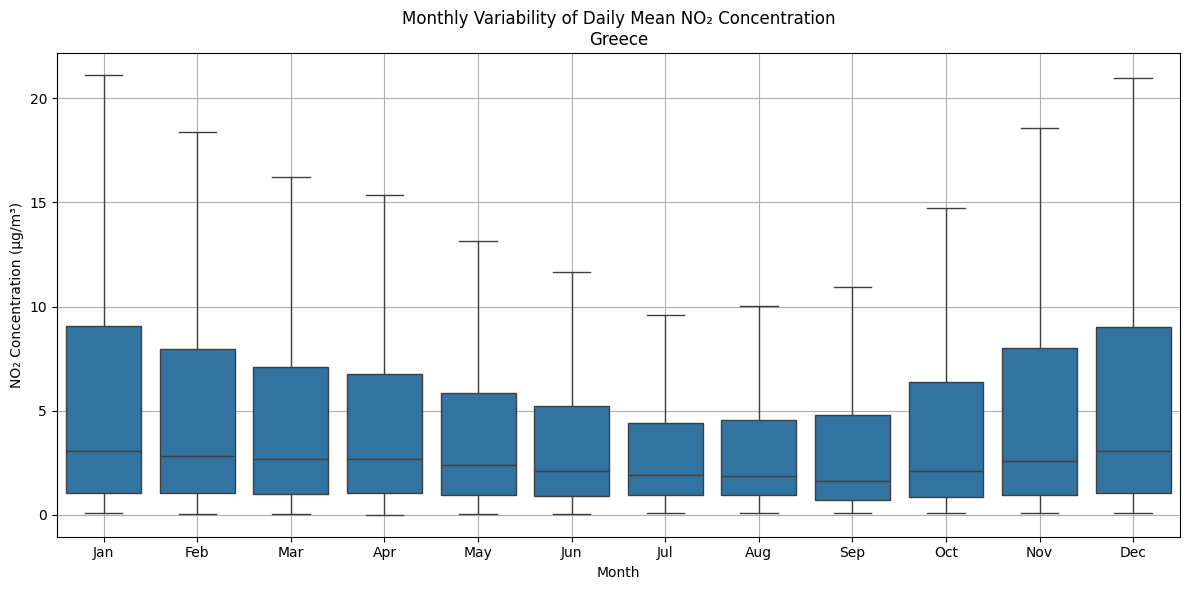 Monthly Variability of Daily Mean NO₂ Concentration
Greece
NO₂ Concentration (µg/m³)
20
15
10
5
0
Jan Feb Mar Apr May Jun Jul Aug Sep Oct Nov Dec
Month